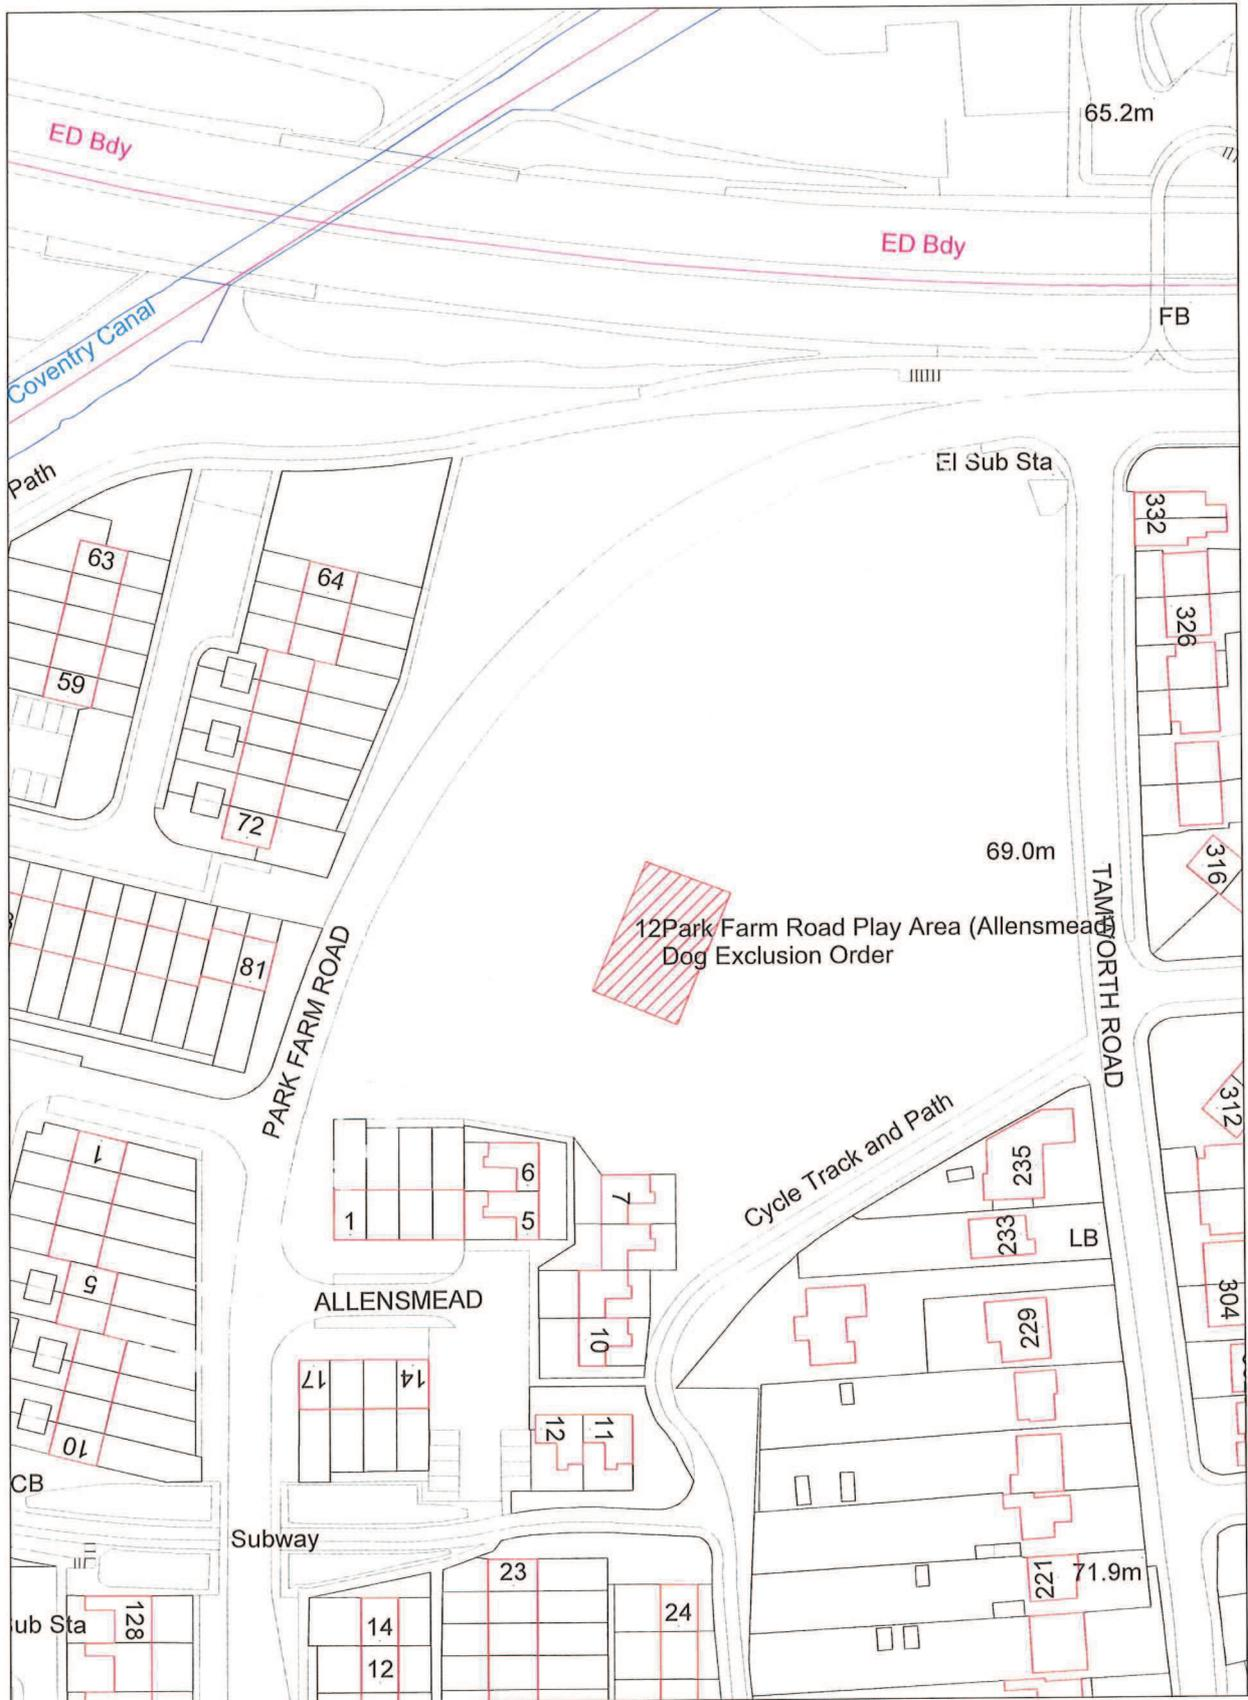 65.2m
ED Bdy
ED Bdy
FB
Coventry Canal
Path
El Sub Sta
332
63
64
326
59
72
69.0m
316
12Park Farm Road Play Area (Allensmead)
Dog Exclusion Order
TAMWORTH ROAD
81
PARK FARM ROAD
312
Cycle Track and Path
1
6
7
235
1
5
233
LB
5
ALLENSMEAD
304
229
10
17
14
12
11
10
CB
Subway
23
221
71.9m
128
ub Sta
14
24
12